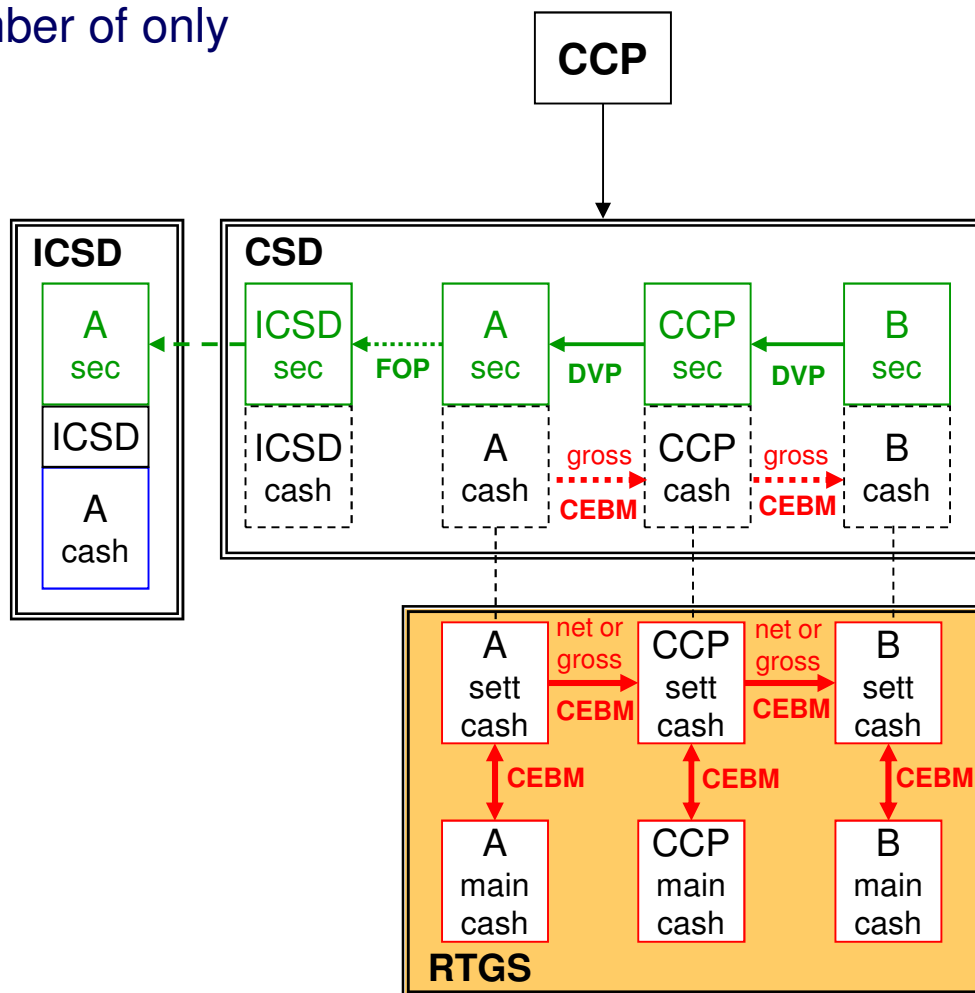 ber of only
CCP
ICSD
CSD
A
sec
ICSD
sec
FOP
A
sec
DVP
CCP
sec
DVP
B
sec
ICSD
A
cash
ICSD
cash
A
cash
gross
CEBM
CCP
cash
gross
CEBM
B
cash
A
sett
cash
net or
gross
CEBM
CCP
sett
cash
net or
gross
CEBM
B
sett
cash
CEBM
CEBM
CEBM
A
main
cash
CCP
main
cash
B
main
cash
RTGS